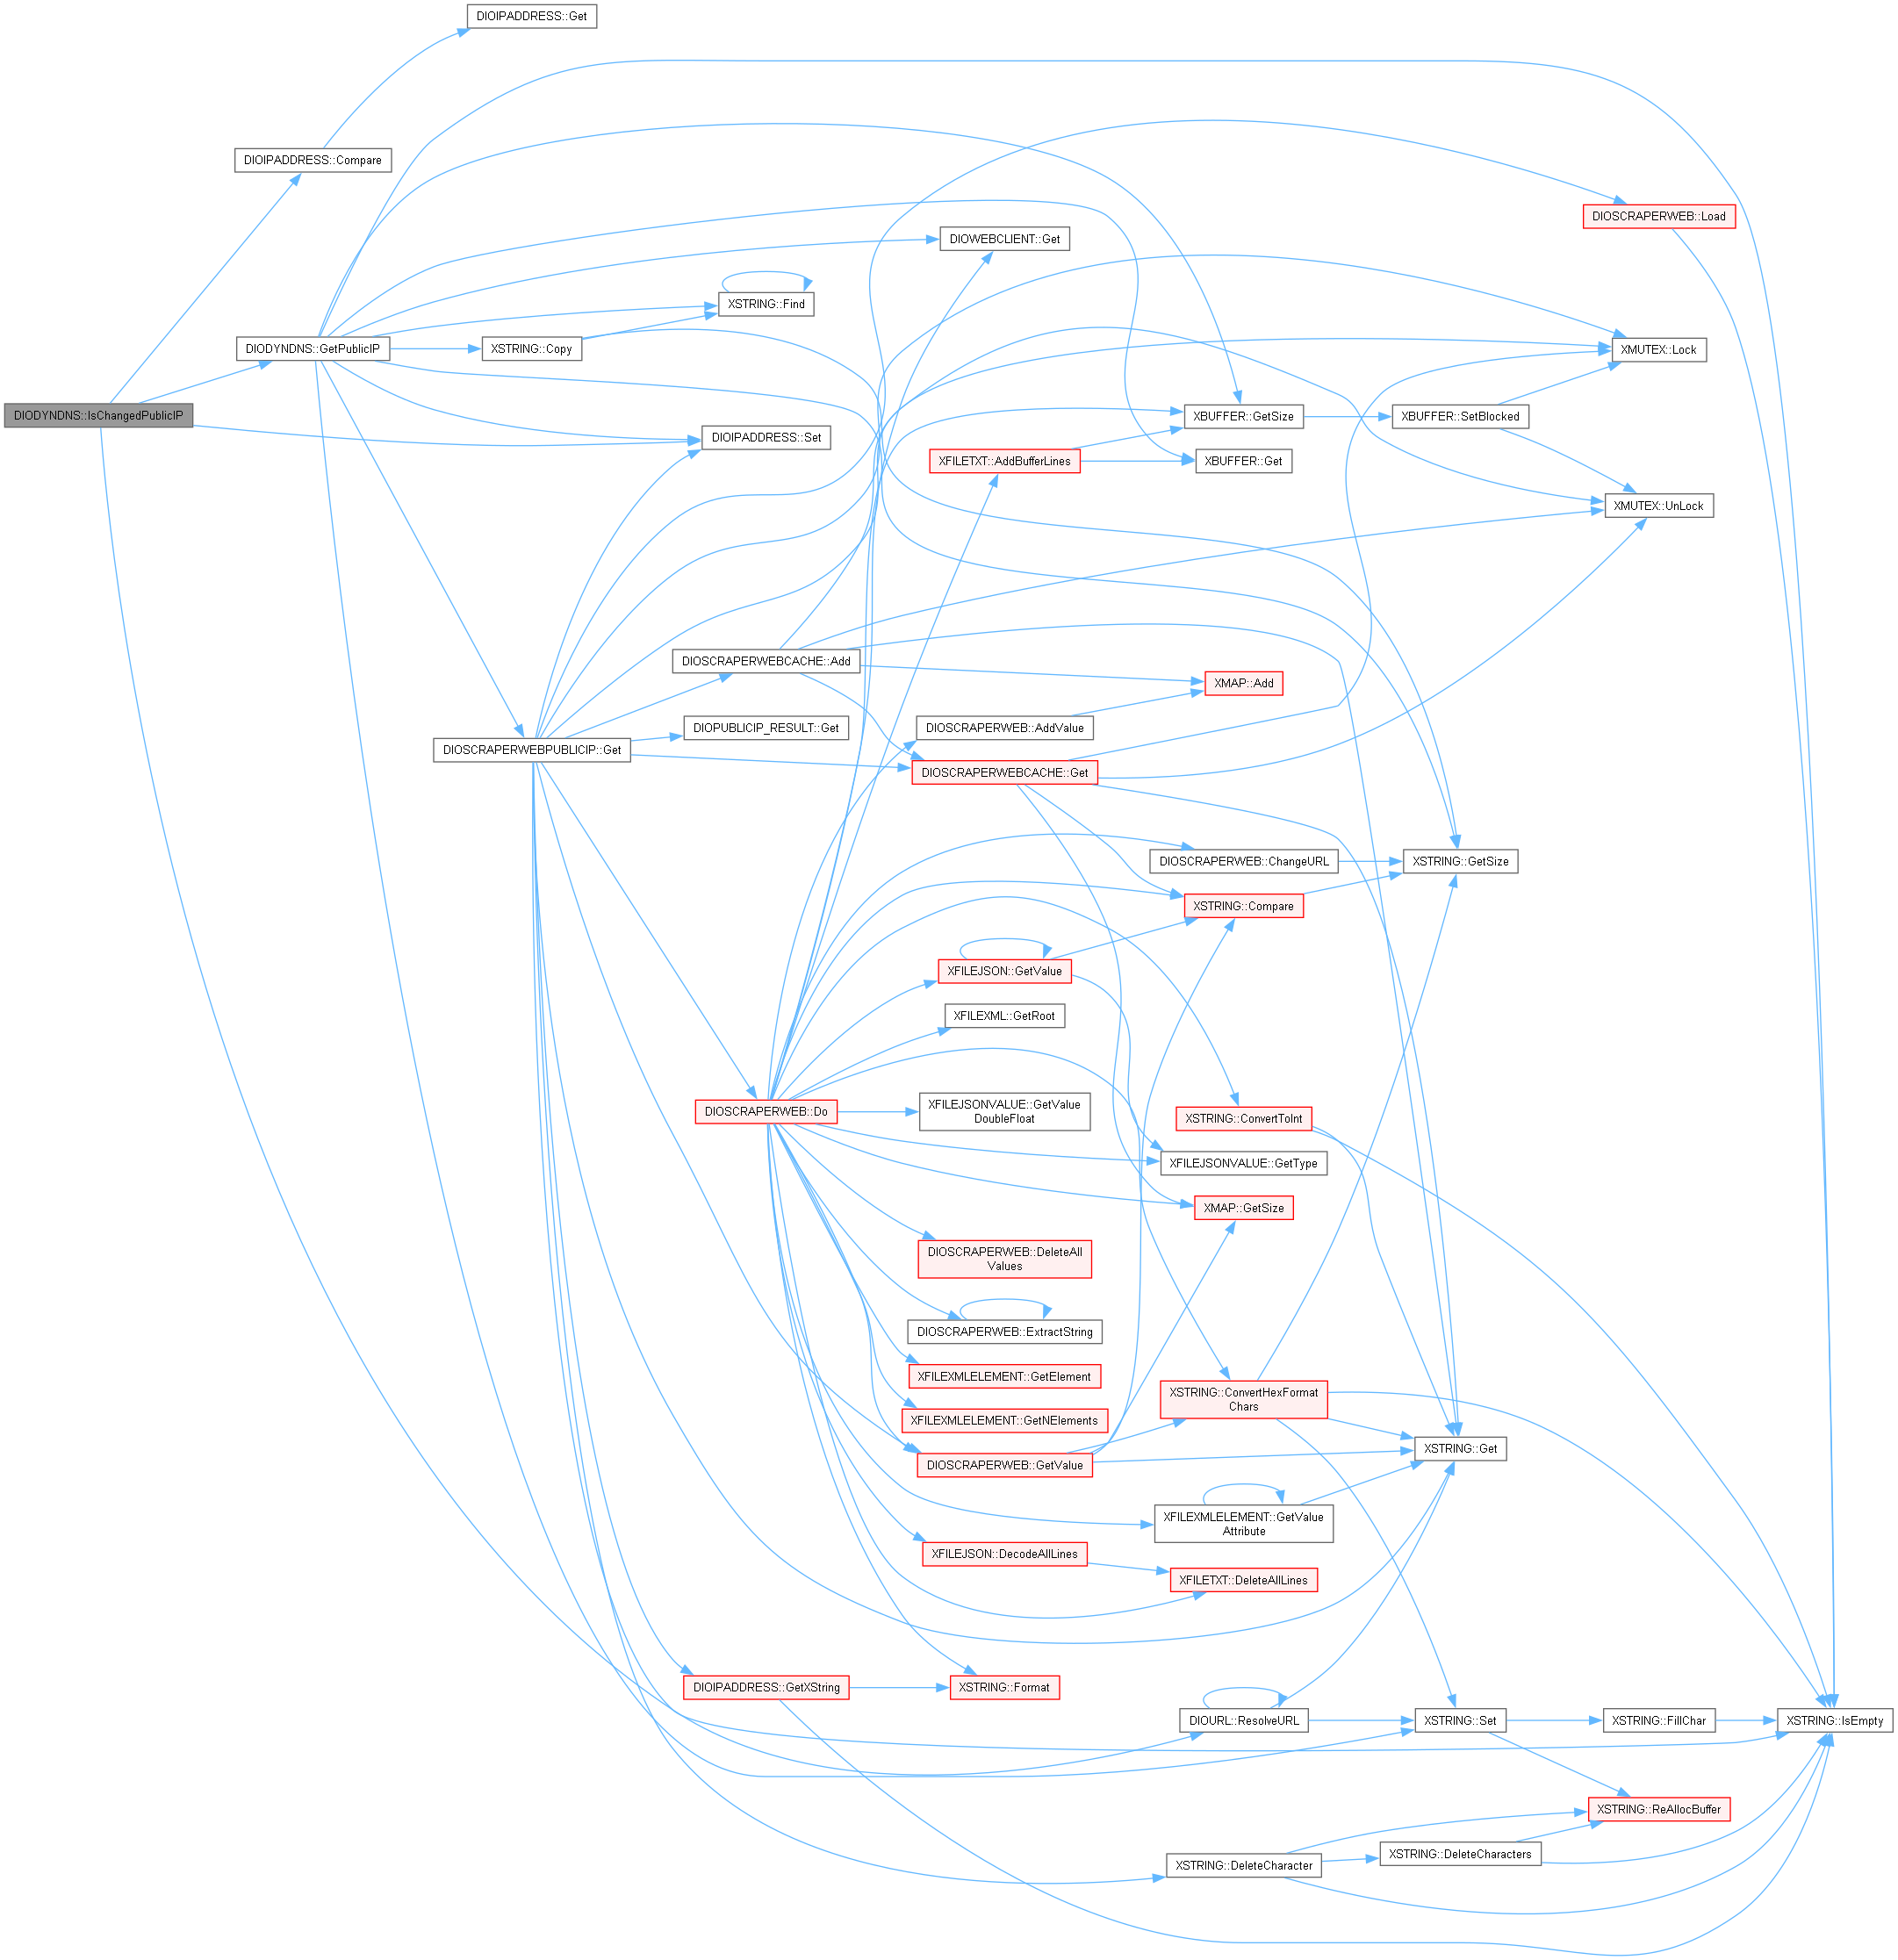 DIOIPADDRESS::Get
DIOIPADDRESS::Compare
DIOSCRAPERWEB::Load
DIOWEBCLIENT::Get
XSTRING::Find
DIODYNDNS::GetPublicIP
XSTRING::Copy
XMUTEX::Lock
DIODYNDNS::IsChangedPublicIP
XBUFFER::GetSize
XBUFFER::SetBlocked
DIOIPADDRESS::Set
XFILETXT::AddBufferLines
XBUFFER::Get
XMUTEX::UnLock
DIOSCRAPERWEBCACHE::Add
XMAP::Add
DIOPUBLICIP_RESULT::Get
DIOSCRAPERWEB::AddValue
DIOSCRAPERWEBPUBLICIP::Get
DIOSCRAPERWEBCACHE::Get
DIOSCRAPERWEB::ChangeURL
XSTRING::GetSize
XSTRING::Compare
XFILEJSON::GetValue
XFILEXML::GetRoot
DIOSCRAPERWEB::Do
XFILEJSONVALUE::GetValue
DoubleFloat
XSTRING::ConvertToInt
XFILEJSONVALUE::GetType
XMAP::GetSize
DIOSCRAPERWEB::DeleteAll
Values
DIOSCRAPERWEB::ExtractString
XFILEXMLELEMENT::GetElement
XSTRING::ConvertHexFormat
Chars
XFILEXMLELEMENT::GetNElements
XSTRING::Get
DIOSCRAPERWEB::GetValue
XFILEXMLELEMENT::GetValue
Attribute
XFILEJSON::DecodeAllLines
XFILETXT::DeleteAllLines
DIOIPADDRESS::GetXString
XSTRING::Format
DIOURL::ResolveURL
XSTRING::Set
XSTRING::FillChar
XSTRING::IsEmpty
XSTRING::ReAllocBuffer
XSTRING::DeleteCharacters
XSTRING::DeleteCharacter